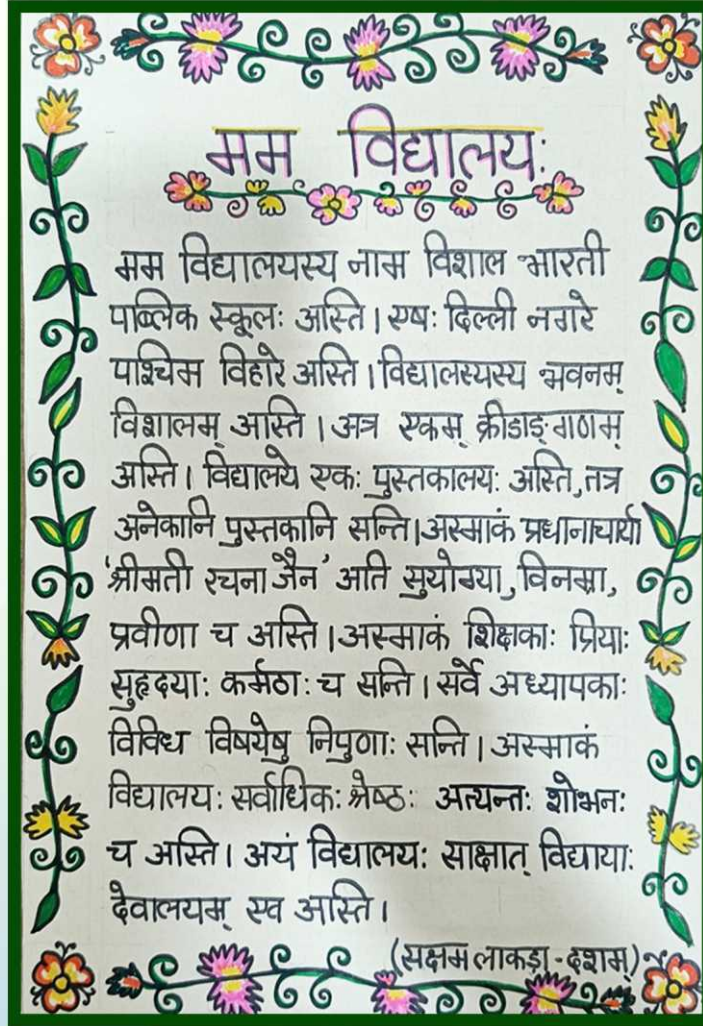 मम विद्यालय:
मम विद्यालयस्य नाम विशाल भारती
पब्लिक स्कूलः अस्ति। एषः दिल्ली नगरे
पश्चिम विहारे अस्ति। विद्यालस्यस्य भवनम्
विशालम् अस्ति। अत्र एकम् क्रीडाङ्गणम्
अस्ति। विद्यालये एकः पुस्तकालयः अस्ति, तत्र
अनेकानि पुस्तकानि सन्ति। अस्माकं प्रधानाचार्या
'श्रीमती रचना जैन' अति सुयोग्या, विनम्रा,
प्रवीणा च अस्ति। अस्माकं शिक्षकाः प्रियाः
सुहृदयाः कर्मठाः च सन्ति। सर्वे अध्यापकाः
विविध विषयेषु निपुणाः सन्ति। अस्माकं
विद्यालयः सर्वाधिकः श्रेष्ठः अत्यन्तः शोभनः
च अस्ति। अयं विद्यालयः साक्षात् विद्यायाः
देवालयम् एव अस्ति।
(सक्षम लाकड़ा - दशम्)